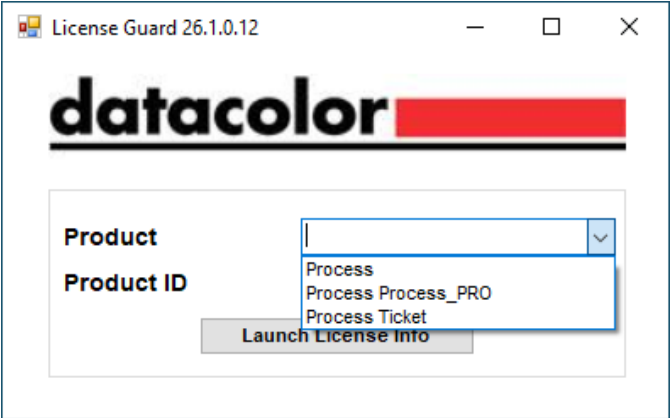 License Guard 26.1.0.12
datacolor
Product
Process
Process Process_PRO
Product ID
Process Ticket
Launch License Info